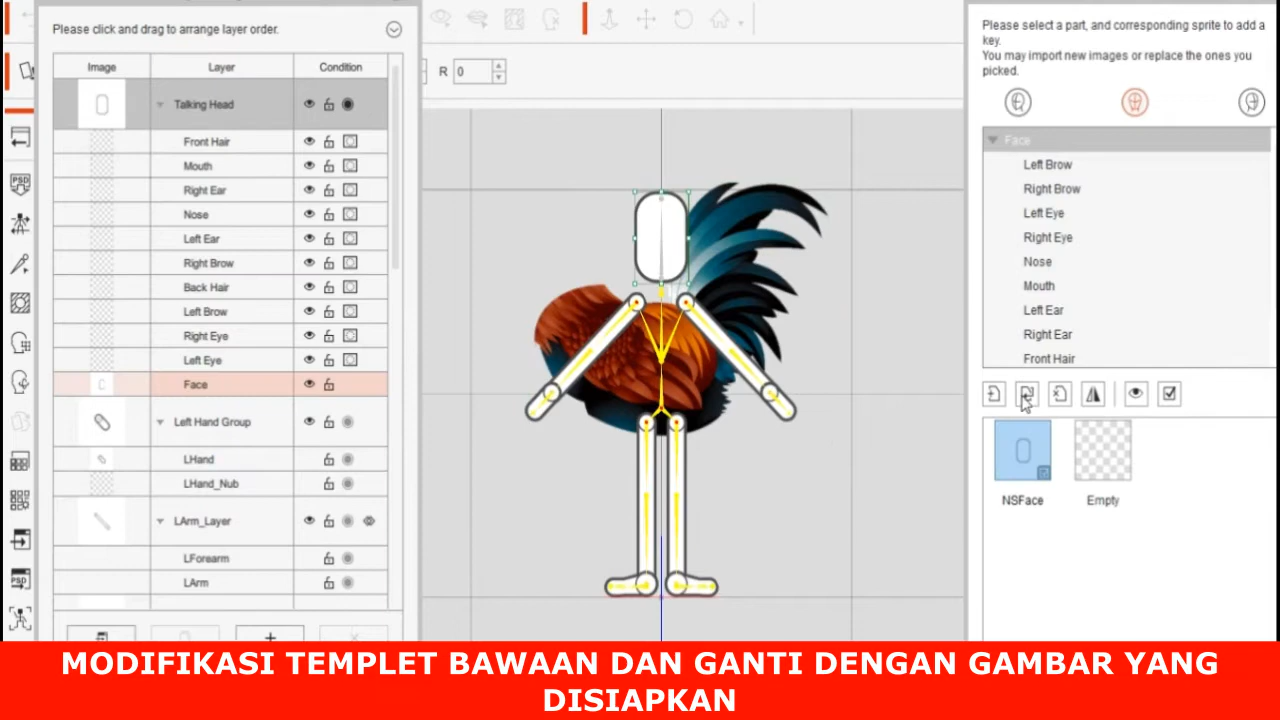 Please click and drag to arrange layer order.
Image Layer Condition
Talking Head
Front Hair
Mouth
Right Ear
Nose
Left Ear
Right Brow
Back Hair
Left Brow
Right Eye
Left Eye
Face
Left Hand Group
LHand
LHand_Nub
LArm_Layer
LForearm
LArm
PSD
PSD
R 0
Please select a part, and corresponding sprite to add a
key.
You may import new images or replace the ones you
picked.
Face
Left Brow
Right Brow
Left Eye
Right Eye
Nose
Mouth
Left Ear
Right Ear
Front Hair
NSFace Empty
MODIFIKASI TEMPLET BAWAAN DAN GANTI DENGAN GAMBAR YANG
DISIAPKAN